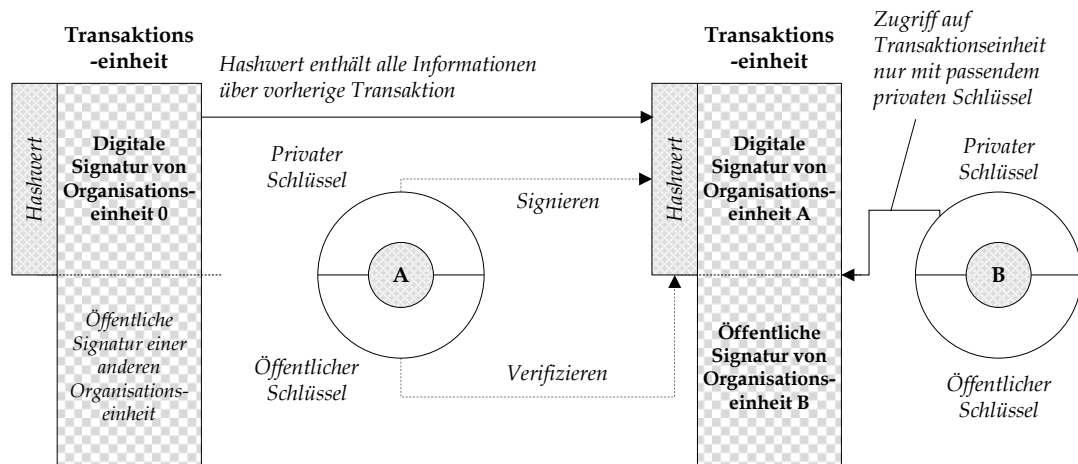 Transaktions
-einheit
Hashwert
Digitale
Signatur von
Organisations-
einheit 0
Öffentliche
Signatur einer
anderen
Organisations-
einheit
Hashwert enthält alle Informationen
über vorherige Transaktion
Privater
Schlüssel
A
Öffentlicher
Schlüssel
Signieren
Verifizieren
Transaktions
-einheit
Hashwert
Digitale
Signatur von
Organisations-
einheit A
Öffentliche
Signatur von
Organisations-
einheit B
Zugriff auf
Transaktionseinheit
nur mit passendem
privaten Schlüssel
Privater
Schlüssel
B
Öffentlicher
Schlüssel